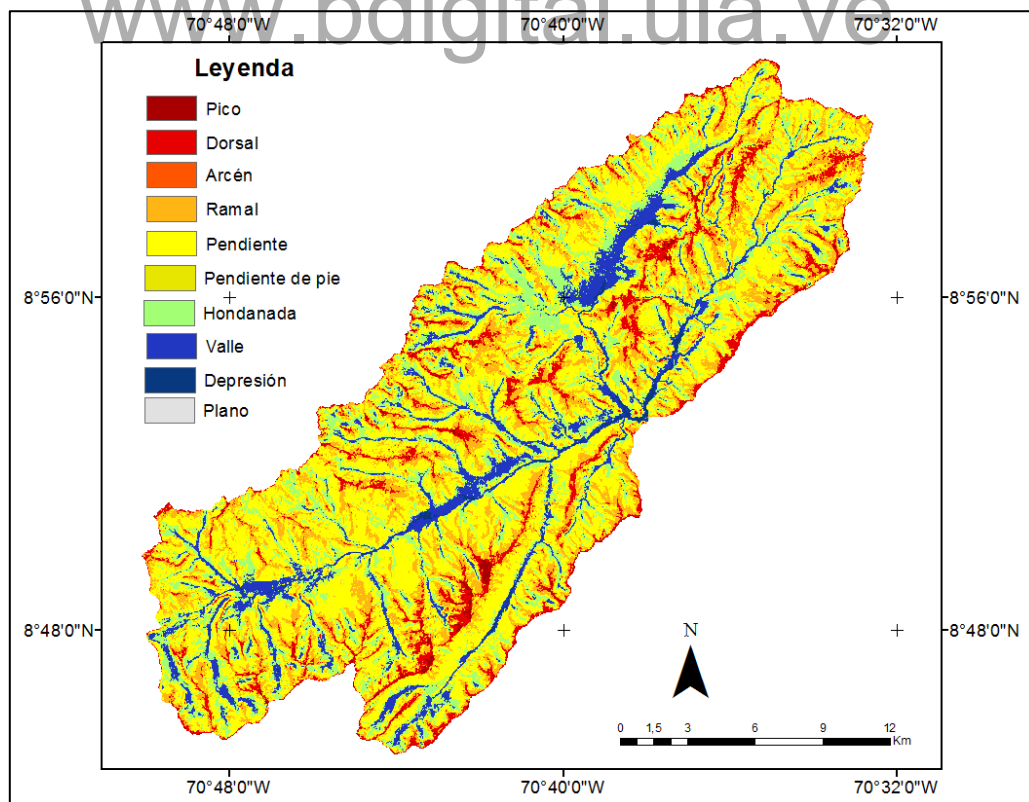 www.bdigital.ula.ve
70°48'0"W 70°40'0"W 70°32'0"W
Leyenda
Pico
Dorsal
Arcén
Ramal
Pendiente
Pendiente de pie
Hondanada
Valle
Depresión
Plano
8°56'0"N 8°56'0"N
8°48'0"N 8°48'0"N
N
0 1,5 3 6 9 12
Km
70°48'0"W 70°40'0"W 70°32'0"W